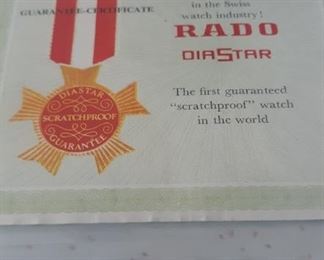 GUARANTEE-CERTIFICATE
in the Swiss
watch industry!
RADO
DIASTAR
The first guaranteed
"scratchproof" watch
in the world
DIASTAR
SCRATCHPROOF
GUARANTEE